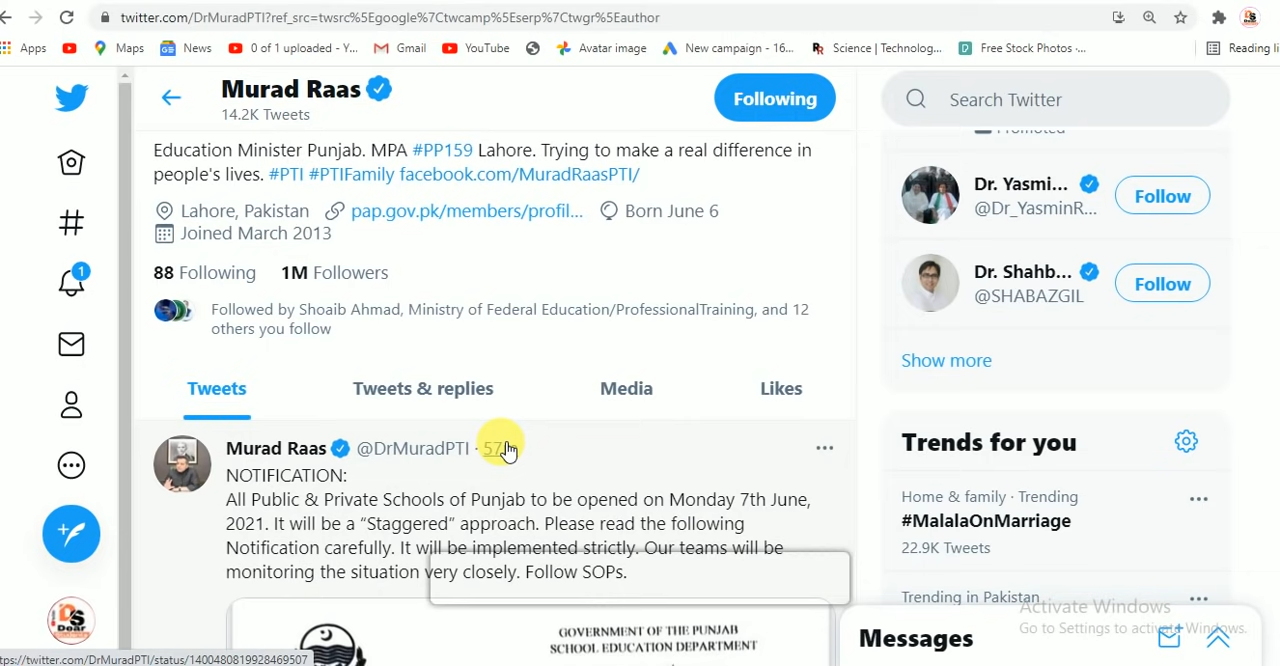 twitter.com/DrMuradPTI?ref_src=twsrc%5Egoogle%7Ctwcamp%5Eserp%7Ctwgr%5Eauthor
Apps
Maps
News
0 of 1 uploaded - Y...
Gmail
YouTube
Avatar image
New campaign - 16...
Science | Technolog...
Free Stock Photos -...
Reading li
Murad Raas
14.2K Tweets
Following
Search Twitter
Promoted
Education Minister Punjab. MPA #PP159 Lahore. Trying to make a real difference in
people's lives. #PTI #PTIFamily facebook.com/MuradRaasPTI/
Lahore, Pakistan pap.gov.pk/members/profil... Born June 6
Joined March 2013
88 Following 1M Followers
Followed by Shoaib Ahmad, Ministry of Federal Education/ProfessionalTraining, and 12
others you follow
Tweets
Tweets & replies
Media
Likes
Dr. Yasmi...
@Dr_YasminR...
Follow
Dr. Shahb...
@SHABAZGIL
Follow
Show more
1
Murad Raas @DrMuradPTI · 57
NOTIFICATION:
All Public & Private Schools of Punjab to be opened on Monday 7th June,
2021. It will be a “Staggered” approach. Please read the following
Notification carefully. It will be implemented strictly. Our teams will be
monitoring the situation very closely. Follow SOPs.
GOVERNMENT OF THE PUNJAB
SCHOOL EDUCATION DEPARTMENT
Trends for you
Home & family · Trending
#MalalaOnMarriage
22.9K Tweets
Trending in Pakistan
Activate Windows
Go to Settings to activate Windows.
Messages
DS
Dear
Students
tps://twitter.com/DrMuradPTI/status/1400480819928469507